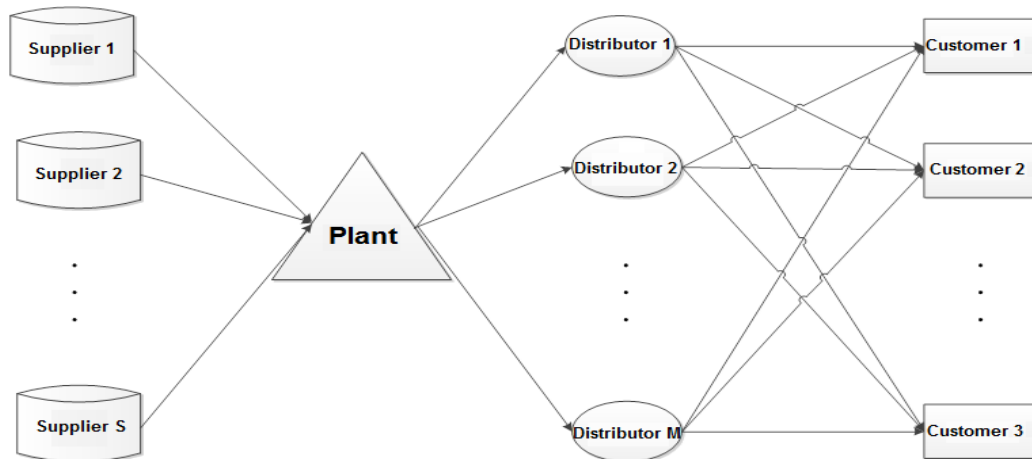 Supplier 1
Supplier 2
Supplier S
Plant
Distributor 1
Distributor 2
Distributor M
Customer 1
Customer 2
Customer 3